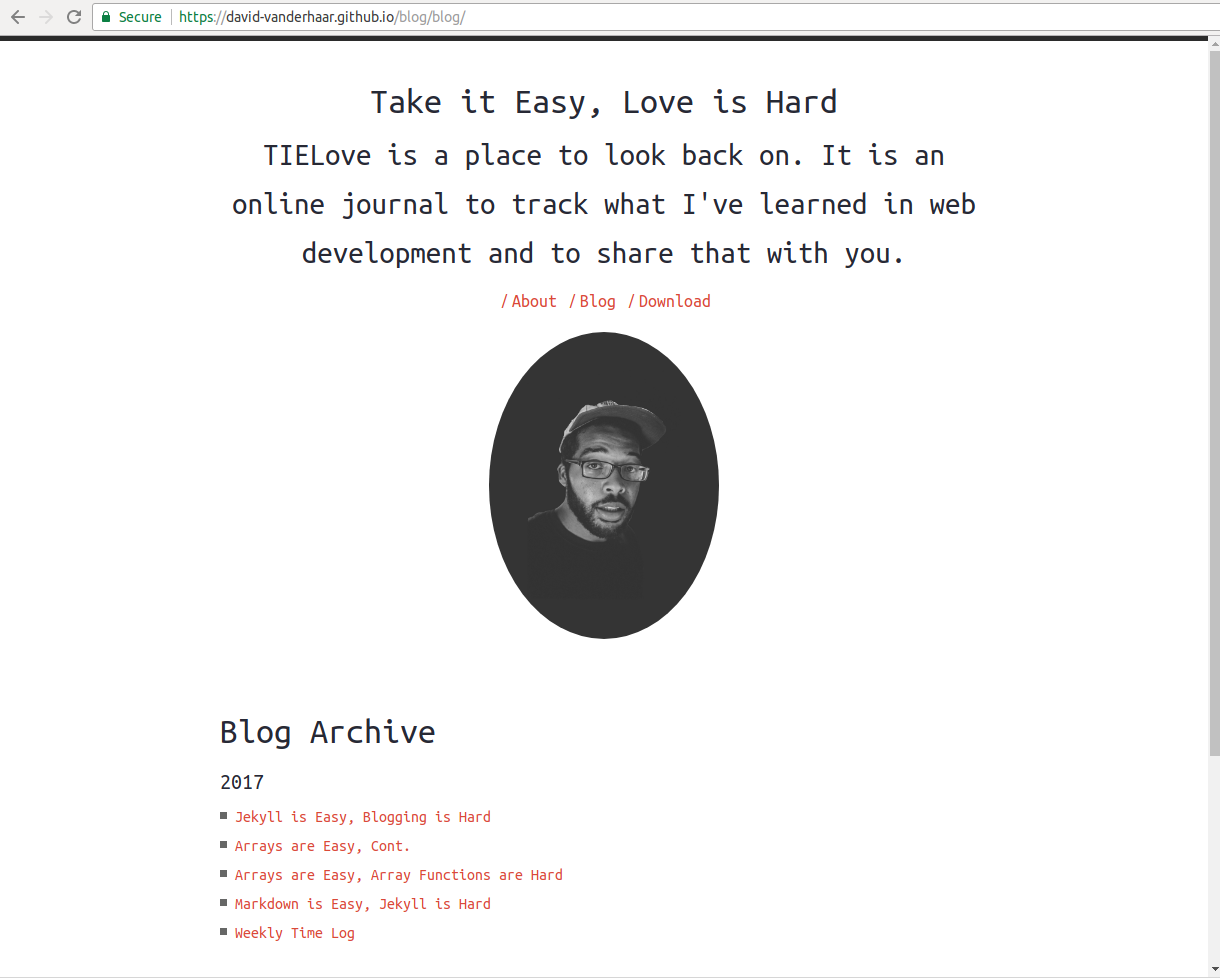 Secure https://david-vanderhaar.github.io/blog/blog/
Take it Easy, Love is Hard
TIELove is a place to look back on. It is an
online journal to track what I've learned in web
development and to share that with you.
/ About / Blog / Download
Blog Archive
2017
Jekyll is Easy, Blogging is Hard
Arrays are Easy, Cont.
Arrays are Easy, Array Functions are Hard
Markdown is Easy, Jekyll is Hard
Weekly Time Log